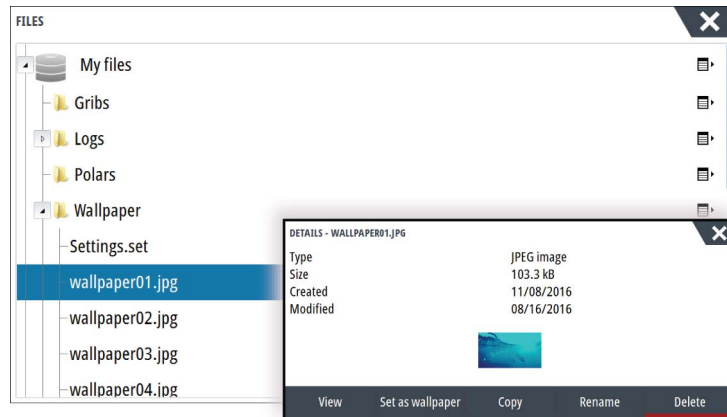 FILES
My files
Gribs
Logs
Polars
Wallpaper
Settings.set
wallpaper01.jpg
wallpaper02.jpg
wallpaper03.jpg
wallpaper04.jpg
DETAILS - WALLPAPER01.JPG
Type JPEG image
Size 103.3 kB
Created 11/08/2016
Modified 08/16/2016
View Set as wallpaper Copy Rename Delete